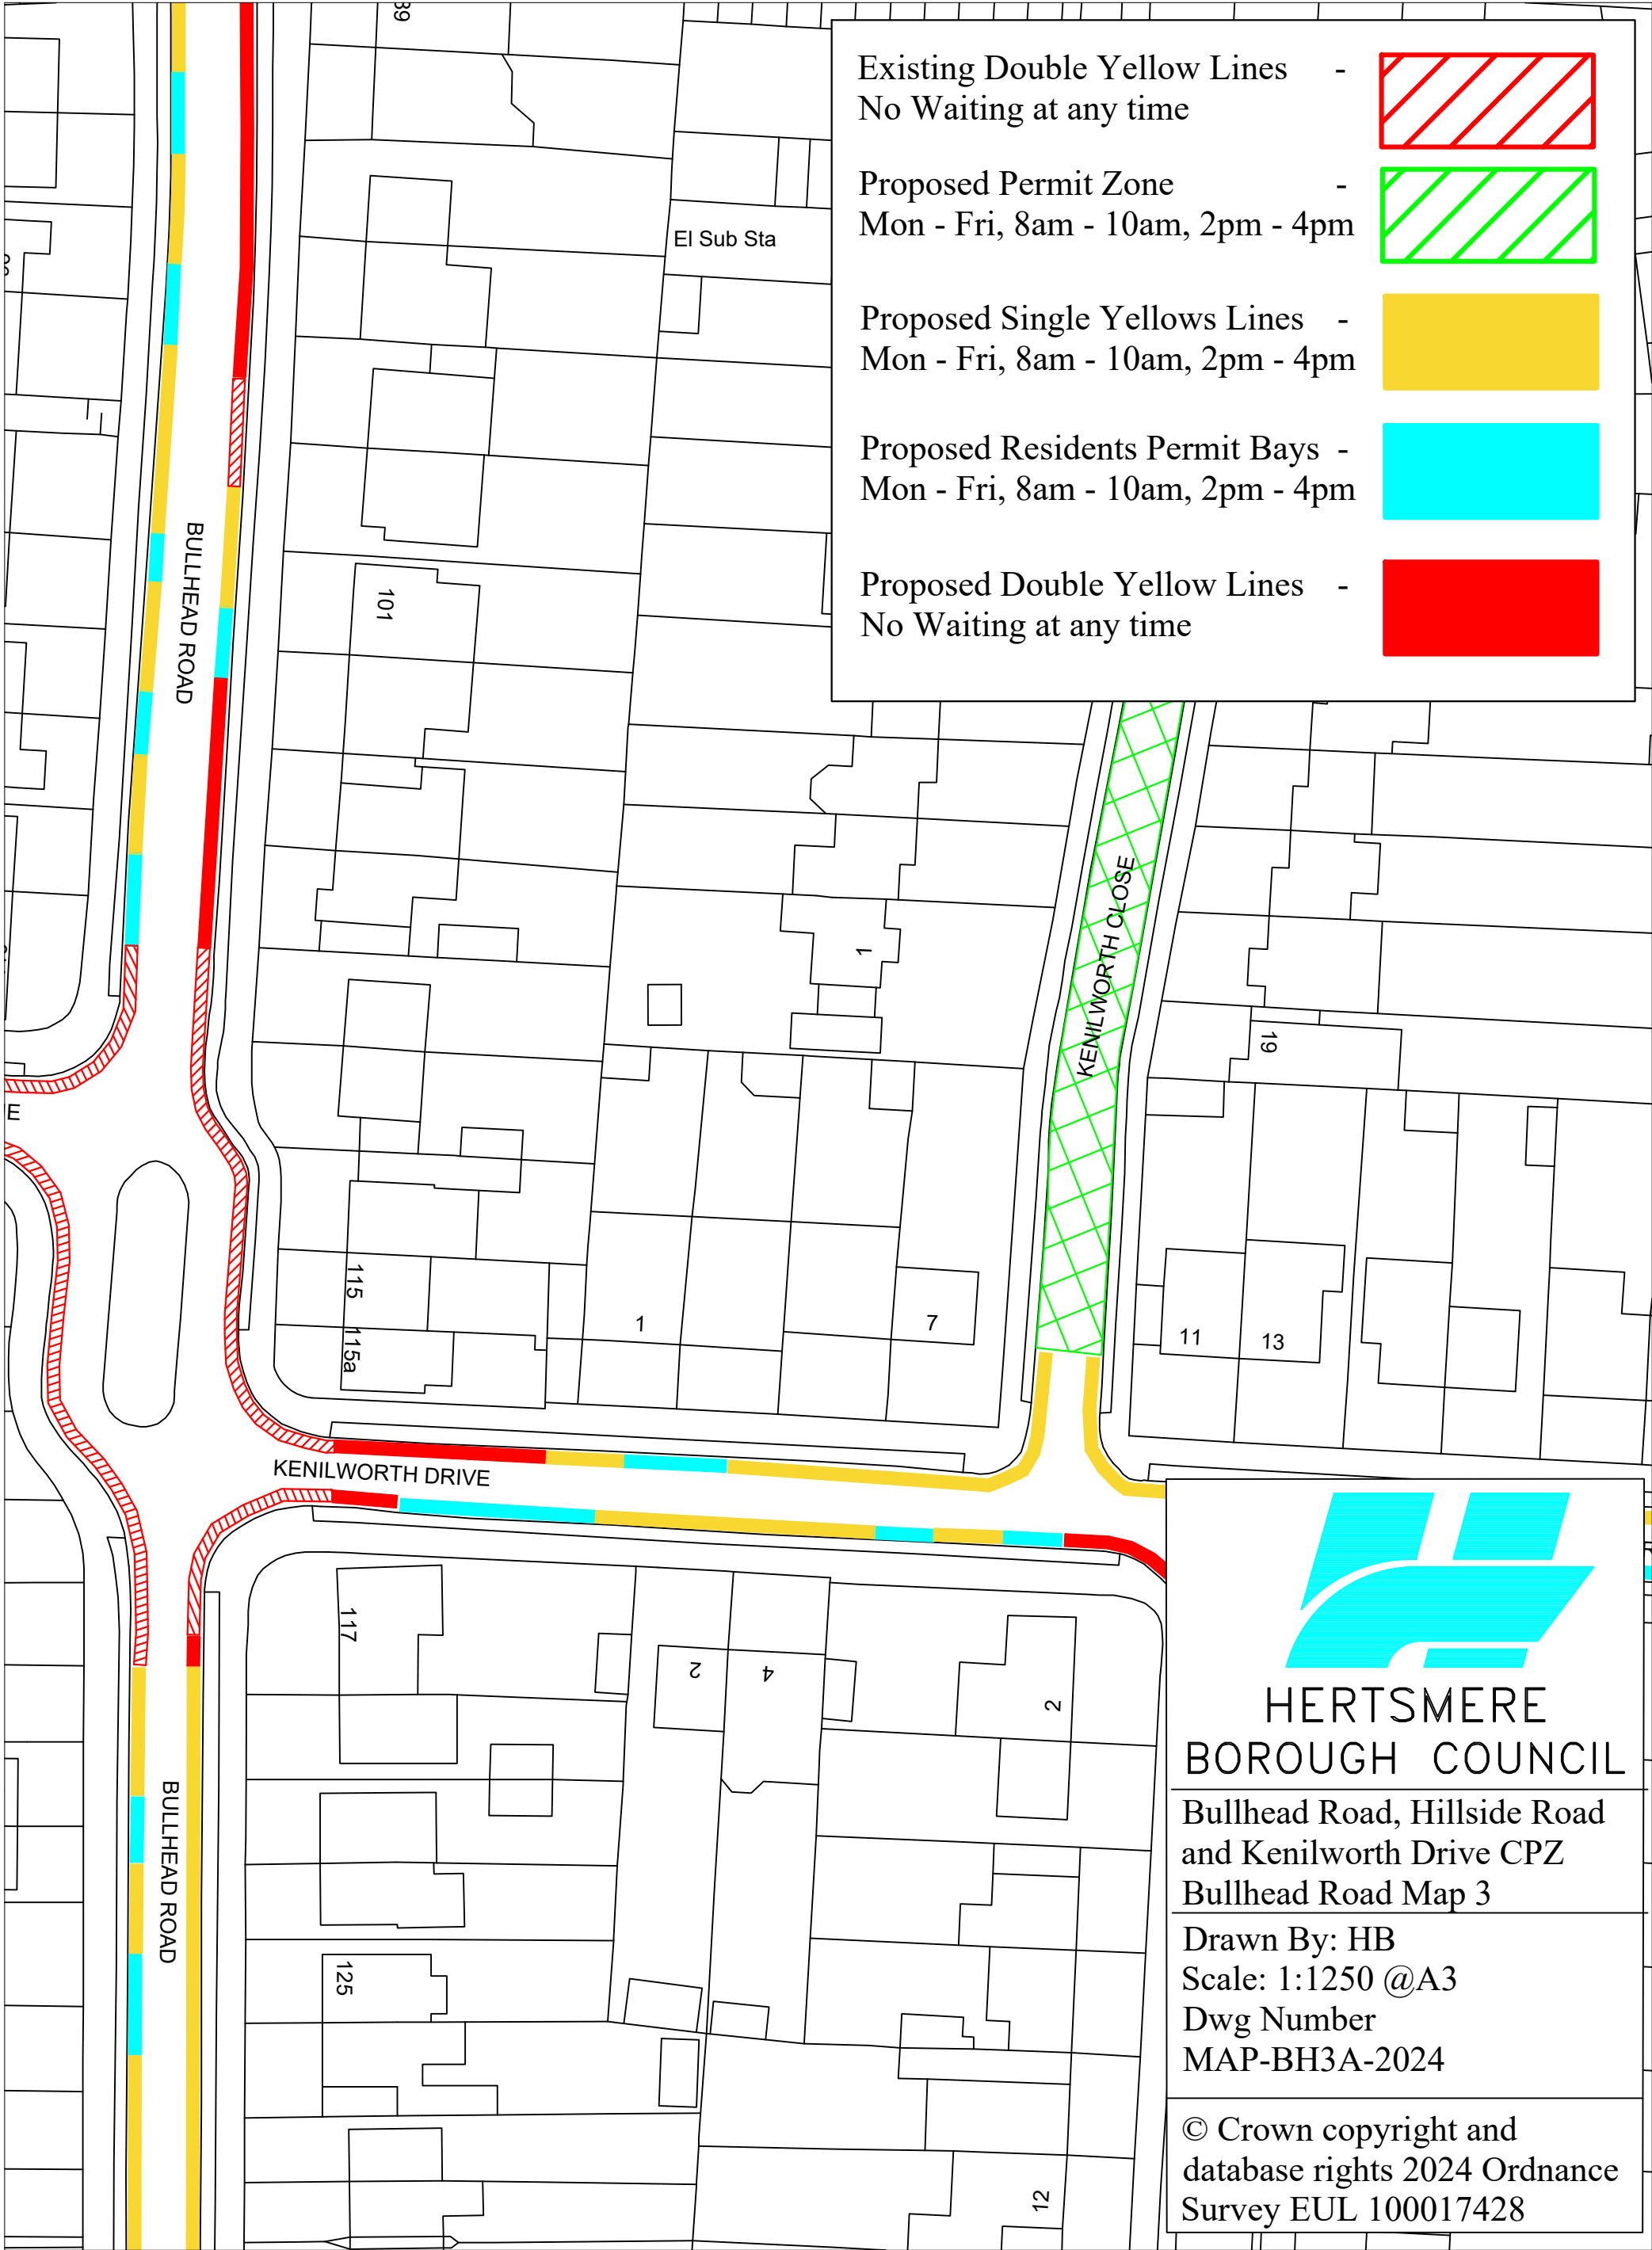 Existing Double Yellow Lines -
No Waiting at any time
Proposed Permit Zone -
Mon - Fri, 8am - 10am, 2pm - 4pm
Proposed Single Yellows Lines -
Mon - Fri, 8am - 10am, 2pm - 4pm
Proposed Residents Permit Bays -
Mon - Fri, 8am - 10am, 2pm - 4pm
Proposed Double Yellow Lines -
No Waiting at any time
89
El Sub Sta
BULLHEAD ROAD
101
KENILWORTH CLOSE
1
19
115
115a
1
7
11
13
KENILWORTH DRIVE
117
2
4
2
BULLHEAD ROAD
125
12
HERTSMERE
BOROUGH COUNCIL
Bullhead Road, Hillside Road
and Kenilworth Drive CPZ
Bullhead Road Map 3
Drawn By: HB
Scale: 1:1250 @A3
Dwg Number
MAP-BH3A-2024
© Crown copyright and
database rights 2024 Ordnance
Survey EUL 100017428